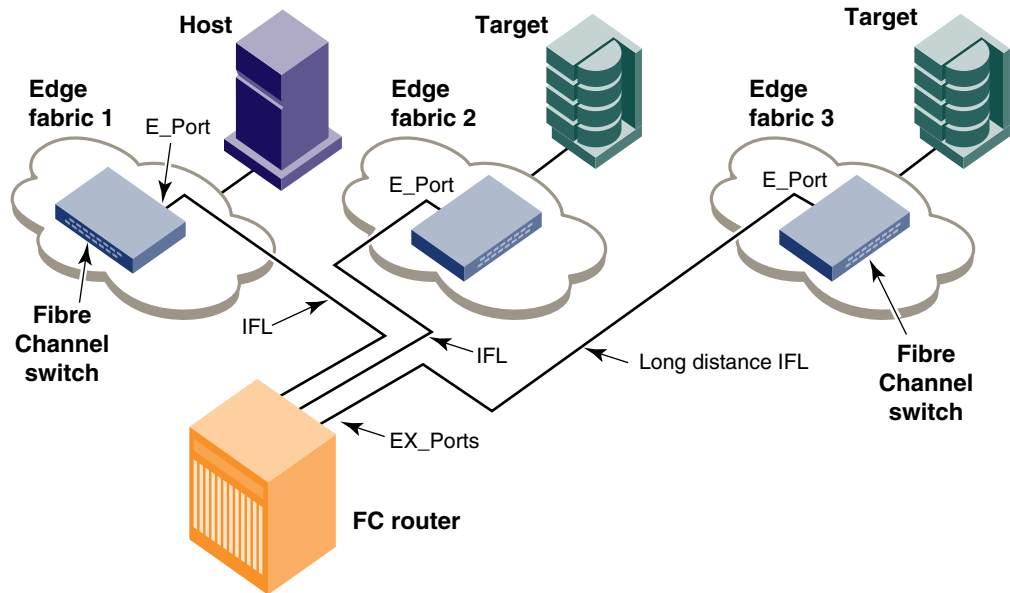 Host
Target
Target
Edge
fabric 1
Edge
fabric 2
Edge
fabric 3
E_Port
E_Port
E_Port
Fibre
Channel
switch
IFL
IFL
Long distance IFL
Fibre
Channel
switch
EX_Ports
FC router